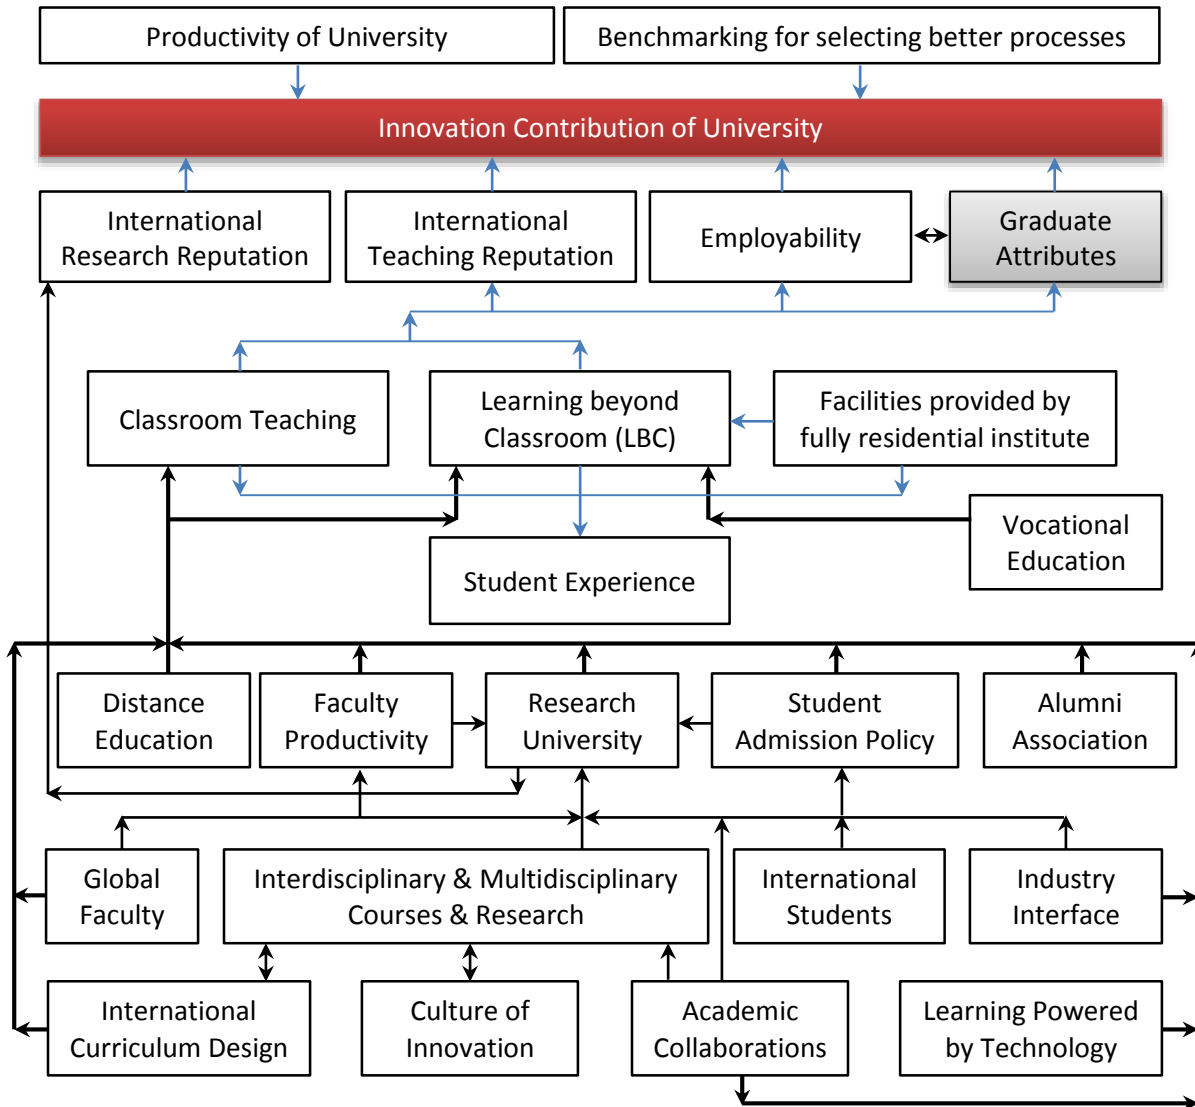 Productivity of University
Benchmarking for selecting better processes
Innovation Contribution of University
International
Research Reputation
International
Teaching Reputation
Employability
Graduate
Attributes
Classroom Teaching
Learning beyond
Classroom (LBC)
Facilities provided by
fully residential institute
Vocational
Education
Student Experience
Distance
Education
Faculty
Productivity
Research
University
Student
Admission Policy
Alumni
Association
Global
Faculty
Interdisciplinary & Multidisciplinary
Courses & Research
International
Students
Industry
Interface
International
Curriculum Design
Culture of
Innovation
Academic
Collaborations
Learning Powered
by Technology